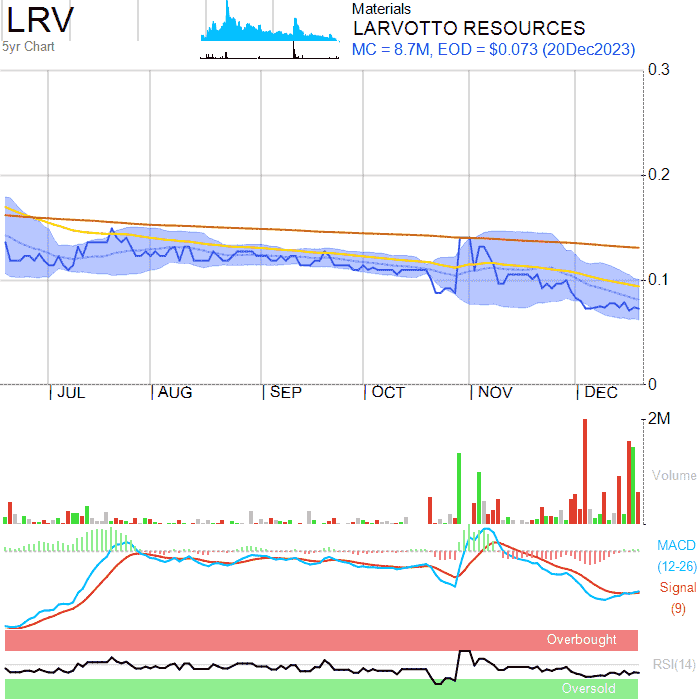 LRV
5yr Chart
Materials
LARVOTTO RESOURCES
MC = 8.7M, EOD = $0.073 (20Dec2023)
0.3
0.2
0.1
0
JUL AUG SEP OCT NOV DEC
2M
Volume
MACD
(12-26)
Signal
(9)
Overbought
RSI(14)
Oversold